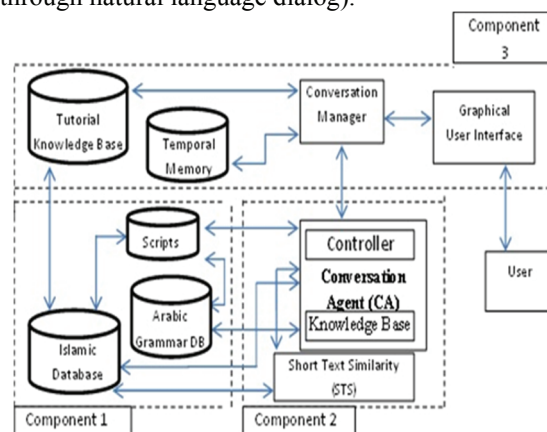 through natural language dialog).
Component
3
Tutorial
Knowledge Base
Temporal
Memory
Conversation
Manager
Graphical
User Interface
Scripts
Arabic
Grammar DB
Islamic
Database
Controller
Conversation
Agent (CA)
Knowledge Base
Short Text Similarity
(STS)
User
Component 1
Component 2